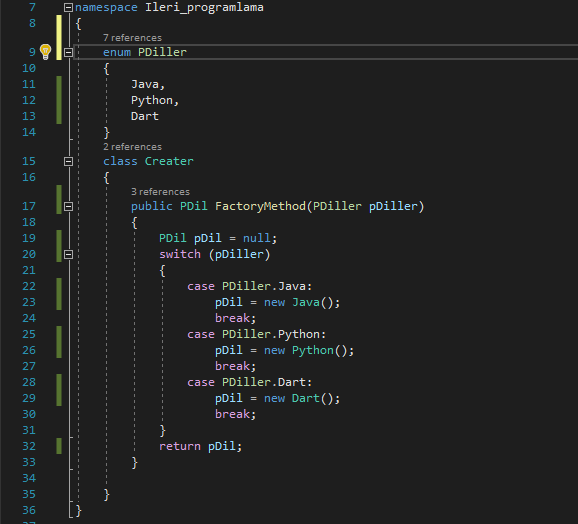 7 namespace Ileri_programlama
8 {
7 references
9 enum PDiller
10 {
11 Java,
12 Python,
13 Dart
14 }
2 references
15 class Creater
16 {
3 references
17 public PDil FactoryMethod(PDiller pDiller)
18 {
19 PDil pDil = null;
20 switch (pDiller)
21 {
22 case PDiller.Java:
23 pDil = new Java();
24 break;
25 case PDiller.Python:
26 pDil = new Python();
27 break;
28 case PDiller.Dart:
29 pDil = new Dart();
30 break;
31 }
32 return pDil;
33 }
34
35 }
36 }